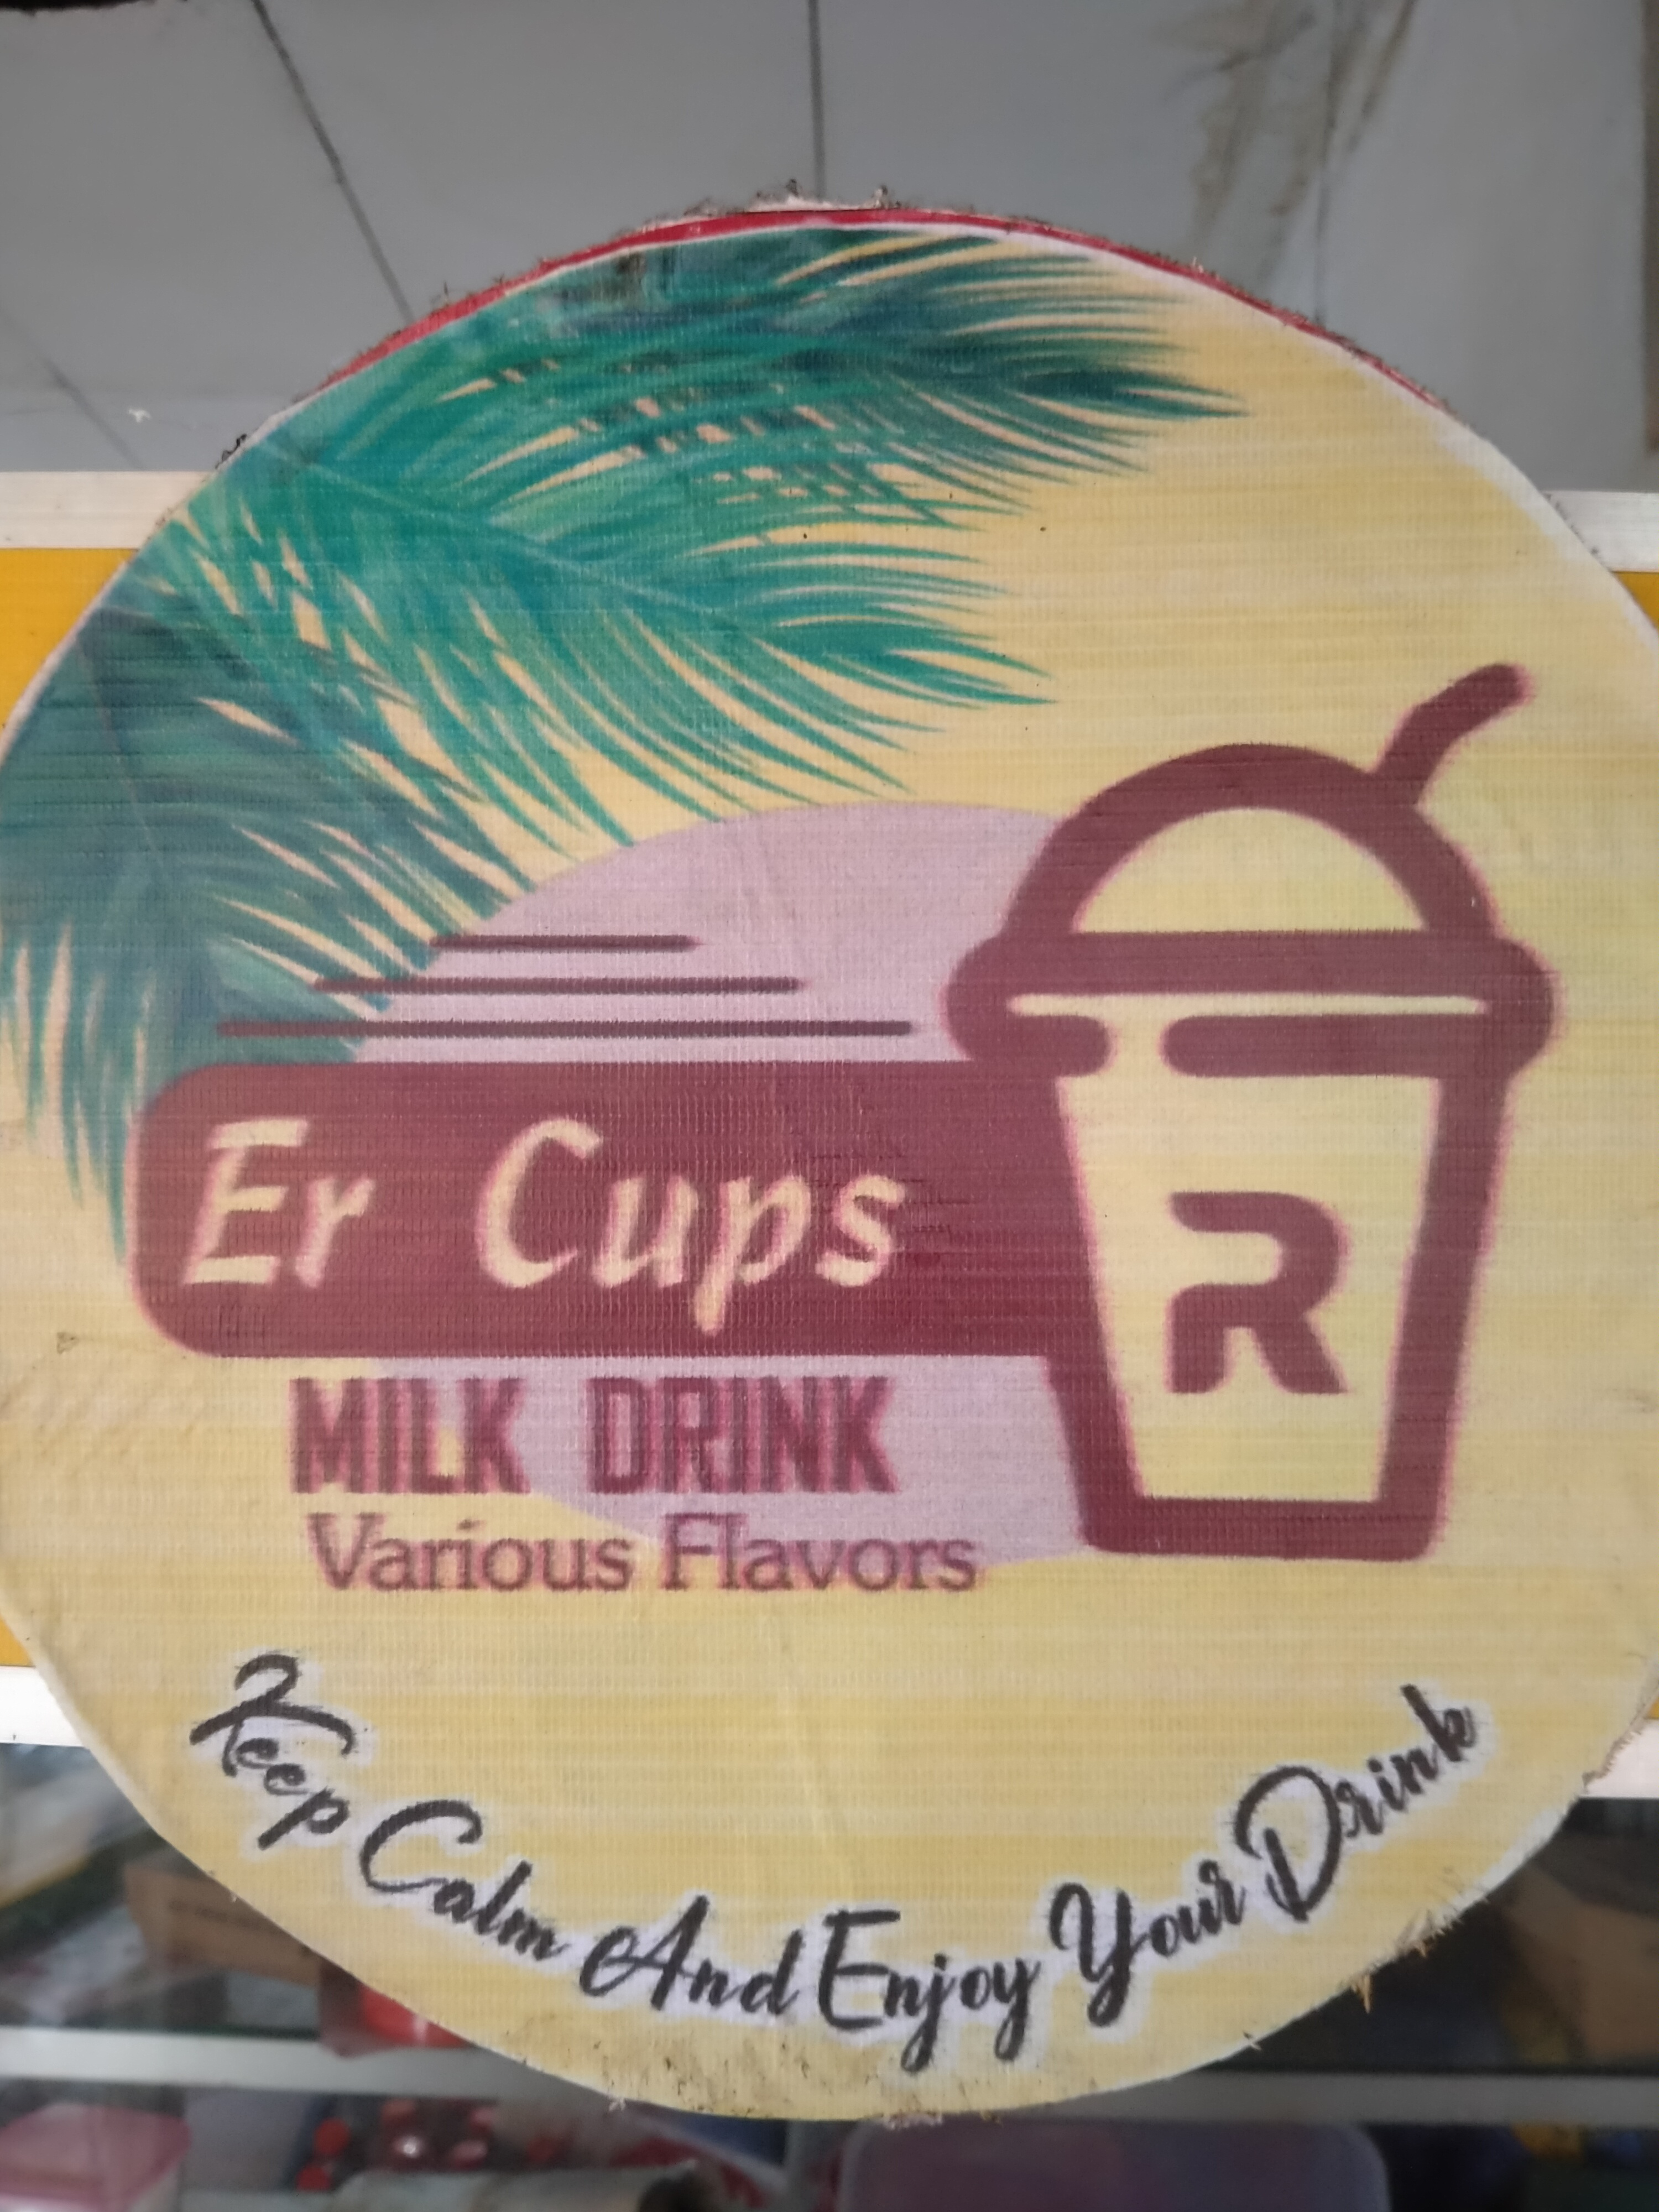 Er Cups
R
MILK DRINK
Various Flavors
Keep Calm And Enjoy Your Drink